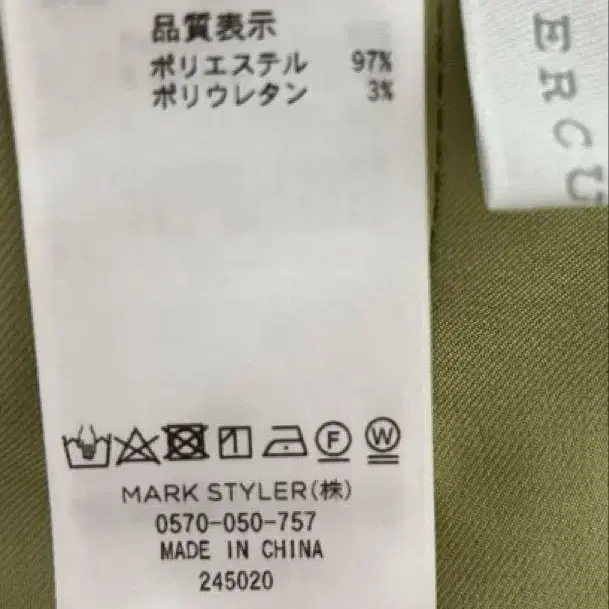 品質表示
ポリエステル 97%
ポリウレタン 3%
ERCU
F W
MARK STYLER(株)
0570-050-757
MADE IN CHINA
245020